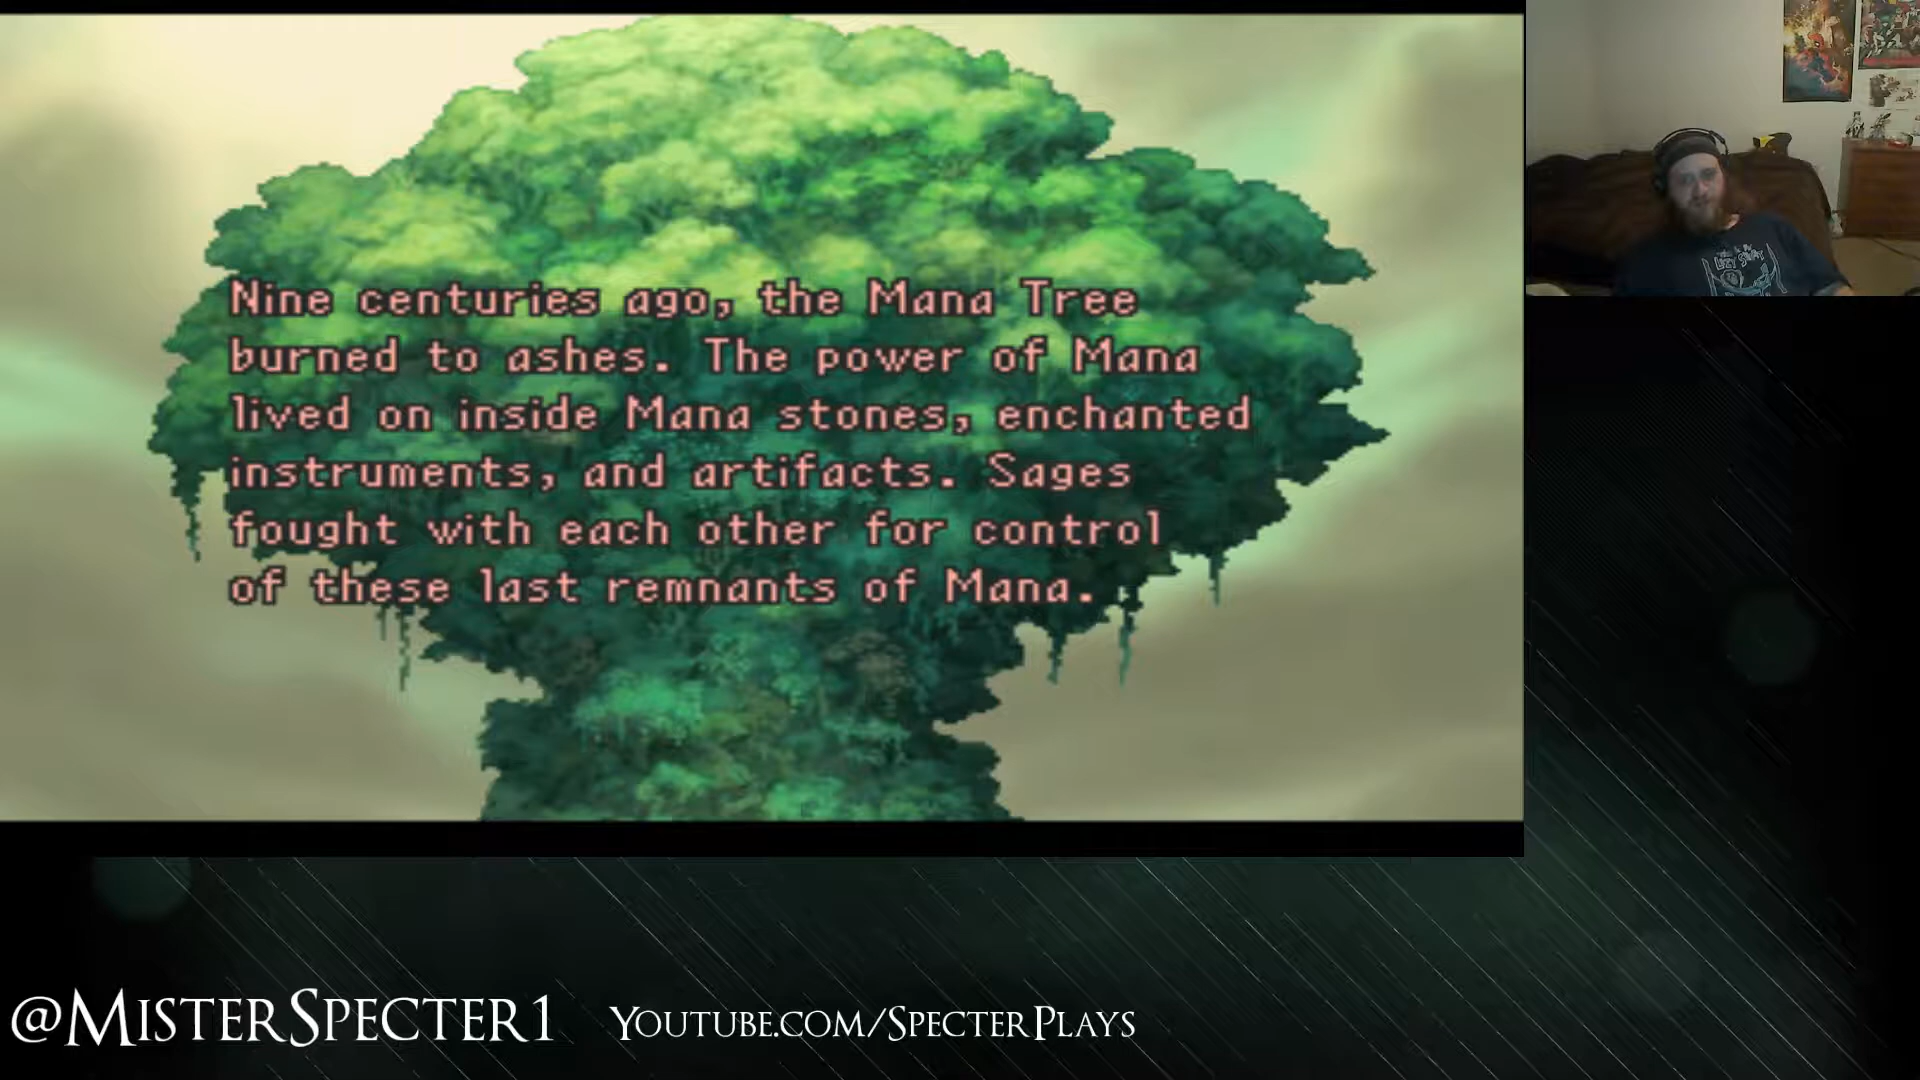 Nine centuries ago, the Mana Tree
burned to ashes. The power of Mana
lived on inside Mana stones, enchanted
instruments, and artifacts. Sages
fought with each other for control
of these last remnants of Mana.
@MisterSpecter1
Youtube.com/SpecterPlays